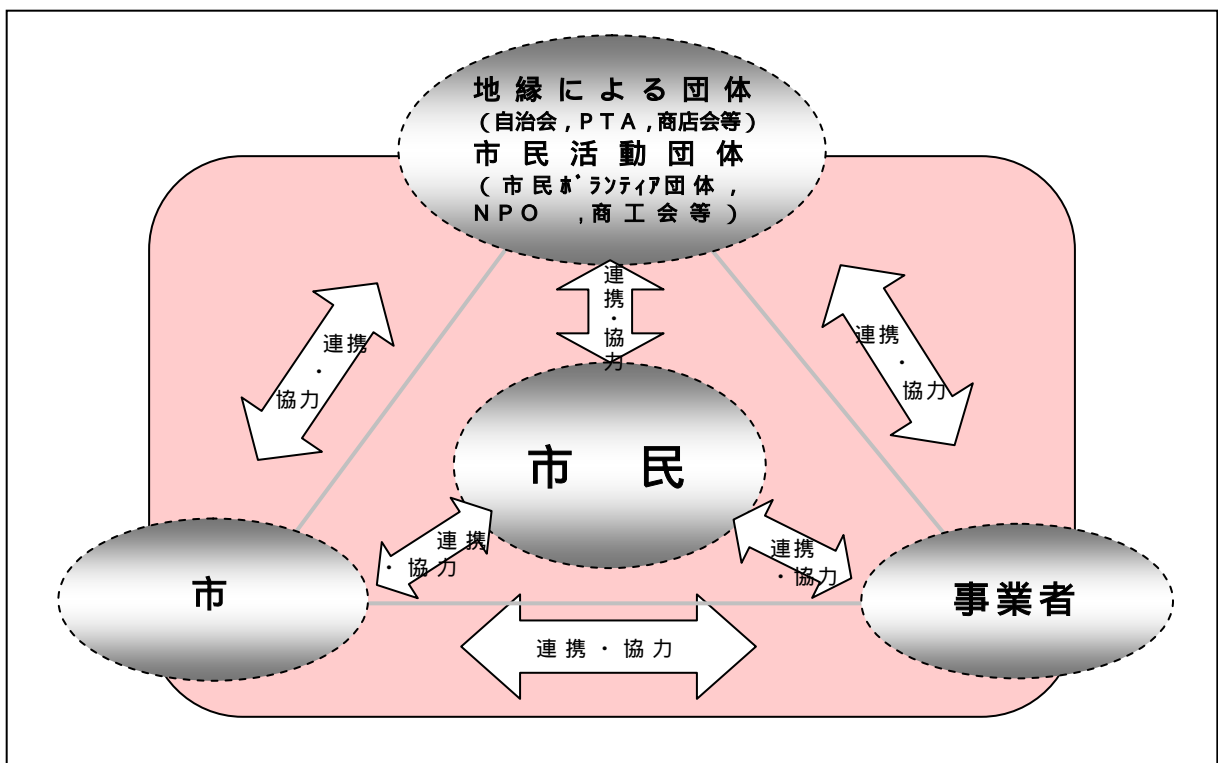 地縁による団体
(自治会,PTA,商店会等)
市民活動団体
(市民ボランティア団体,
NPO ,商工会等)
連携・協力
連携
・
協力
連携
・
協力
市 民
連携
・協力
連携
・協力
市
事業者
連携・協力